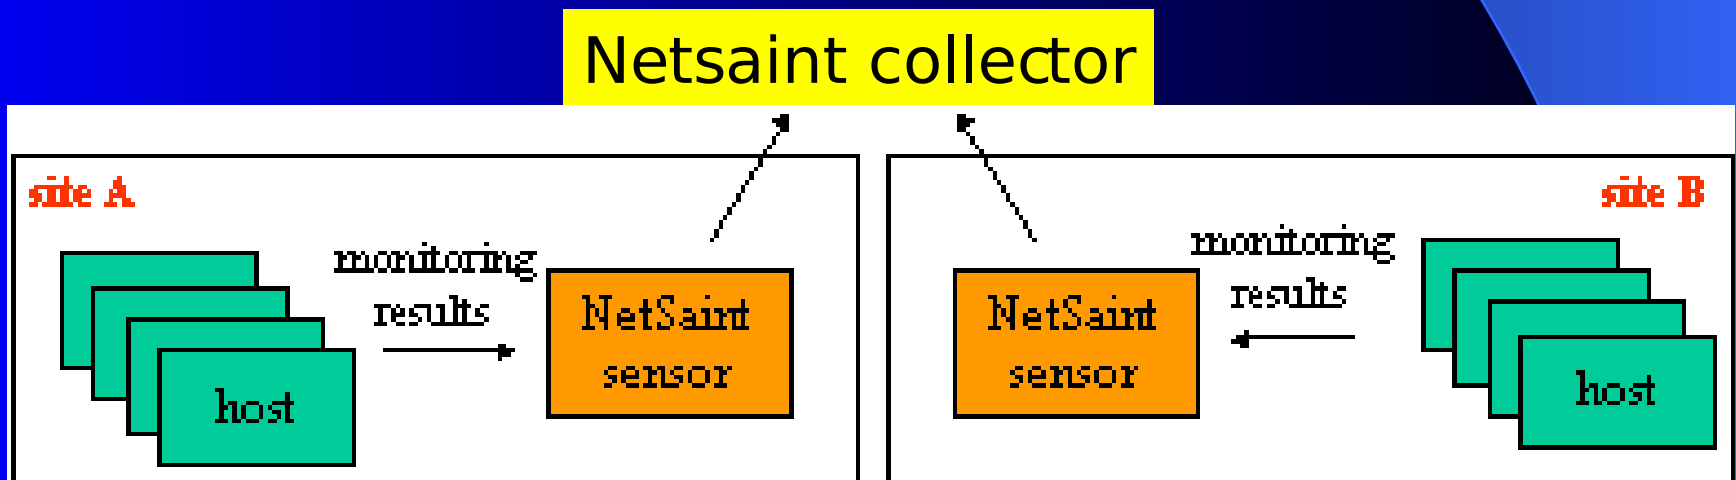 Netsaint collector
site A
monitoring
results
NetSaint
sensor
host
site B
monitoring
results
NetSaint
sensor
host